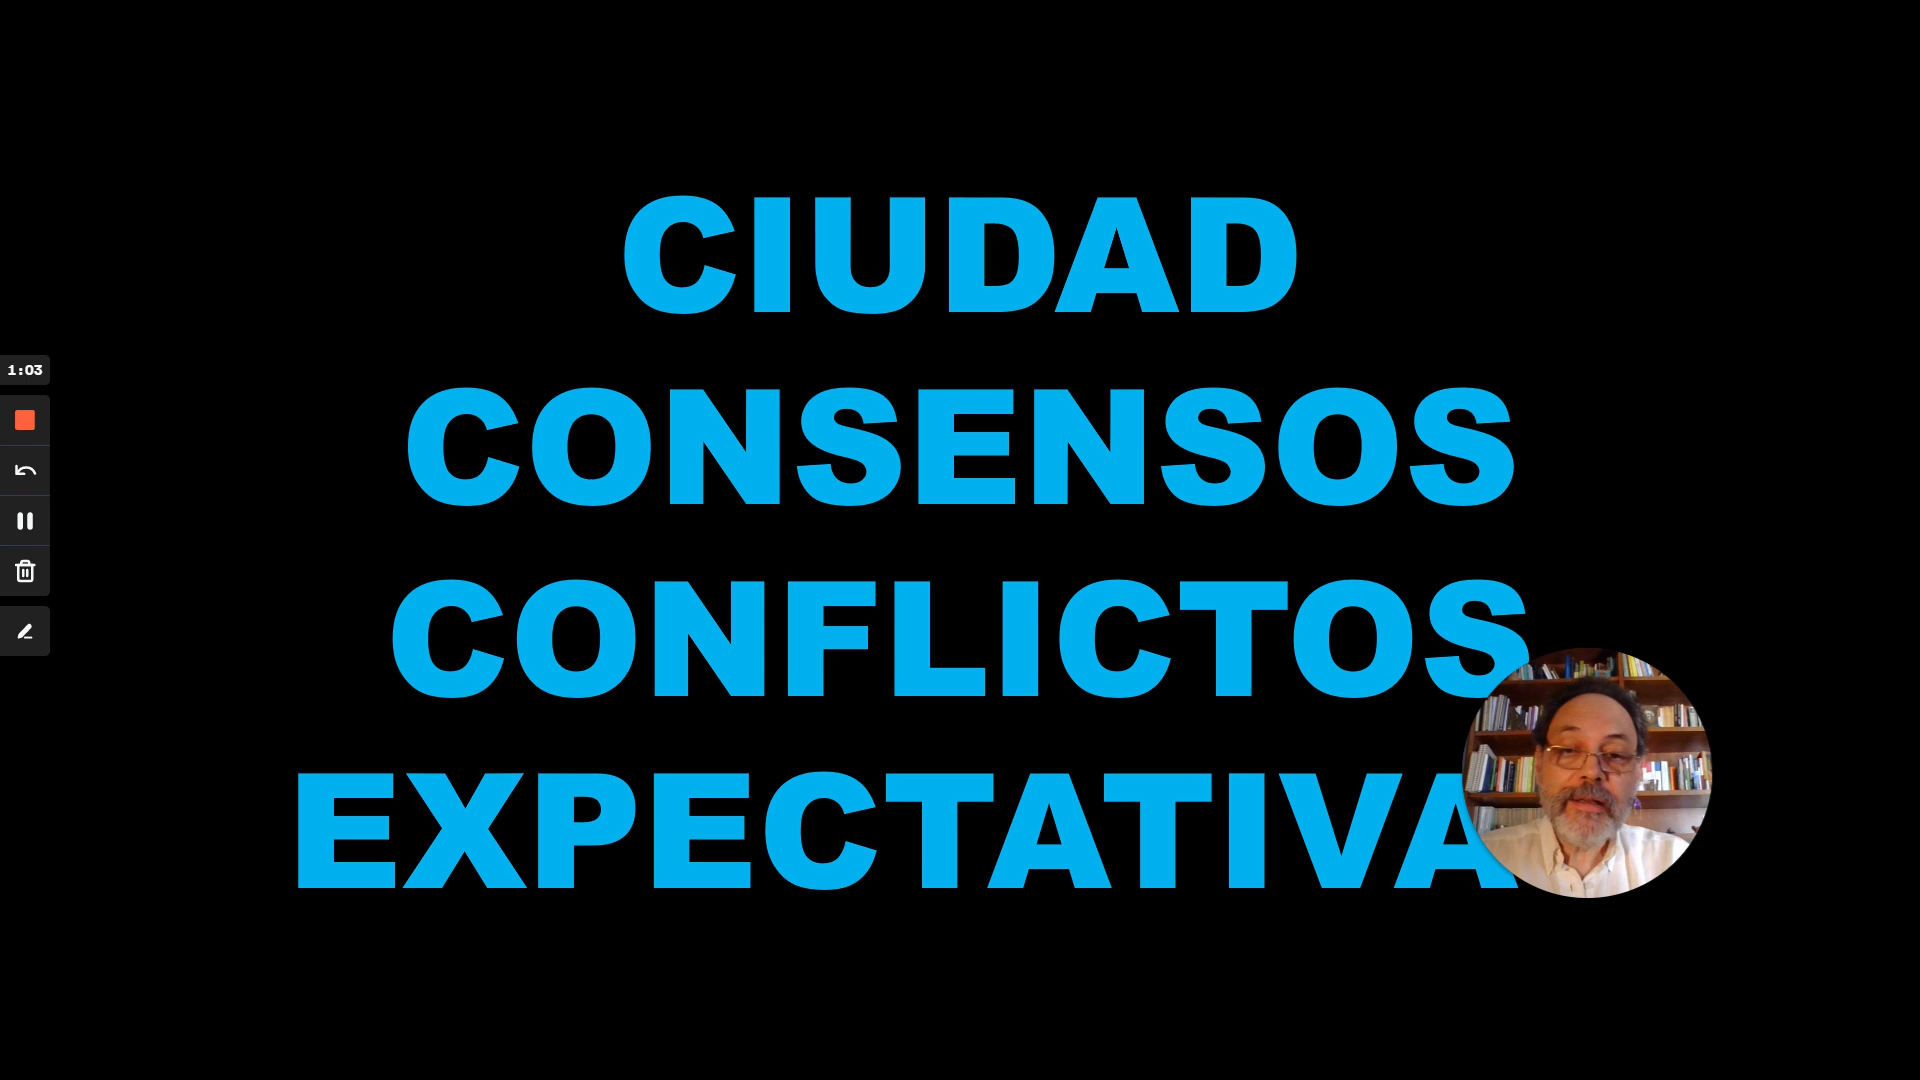 CIUDAD
CONSENSOS
1:03
CONFLICTOS
EXPECTATIVA